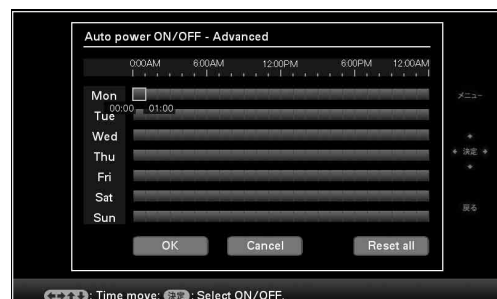 Auto power ON/OFF - Advanced
0:00AM 6:00AM 12:00PM 6:00PM 12:00AM
Mon
00:00 01:00
Tue
Wed
Thu
Fri
Sat
Sun
OK Cancel Reset all
メニュー
決定
戻る
: Time move; 決定 : Select ON/OFF.